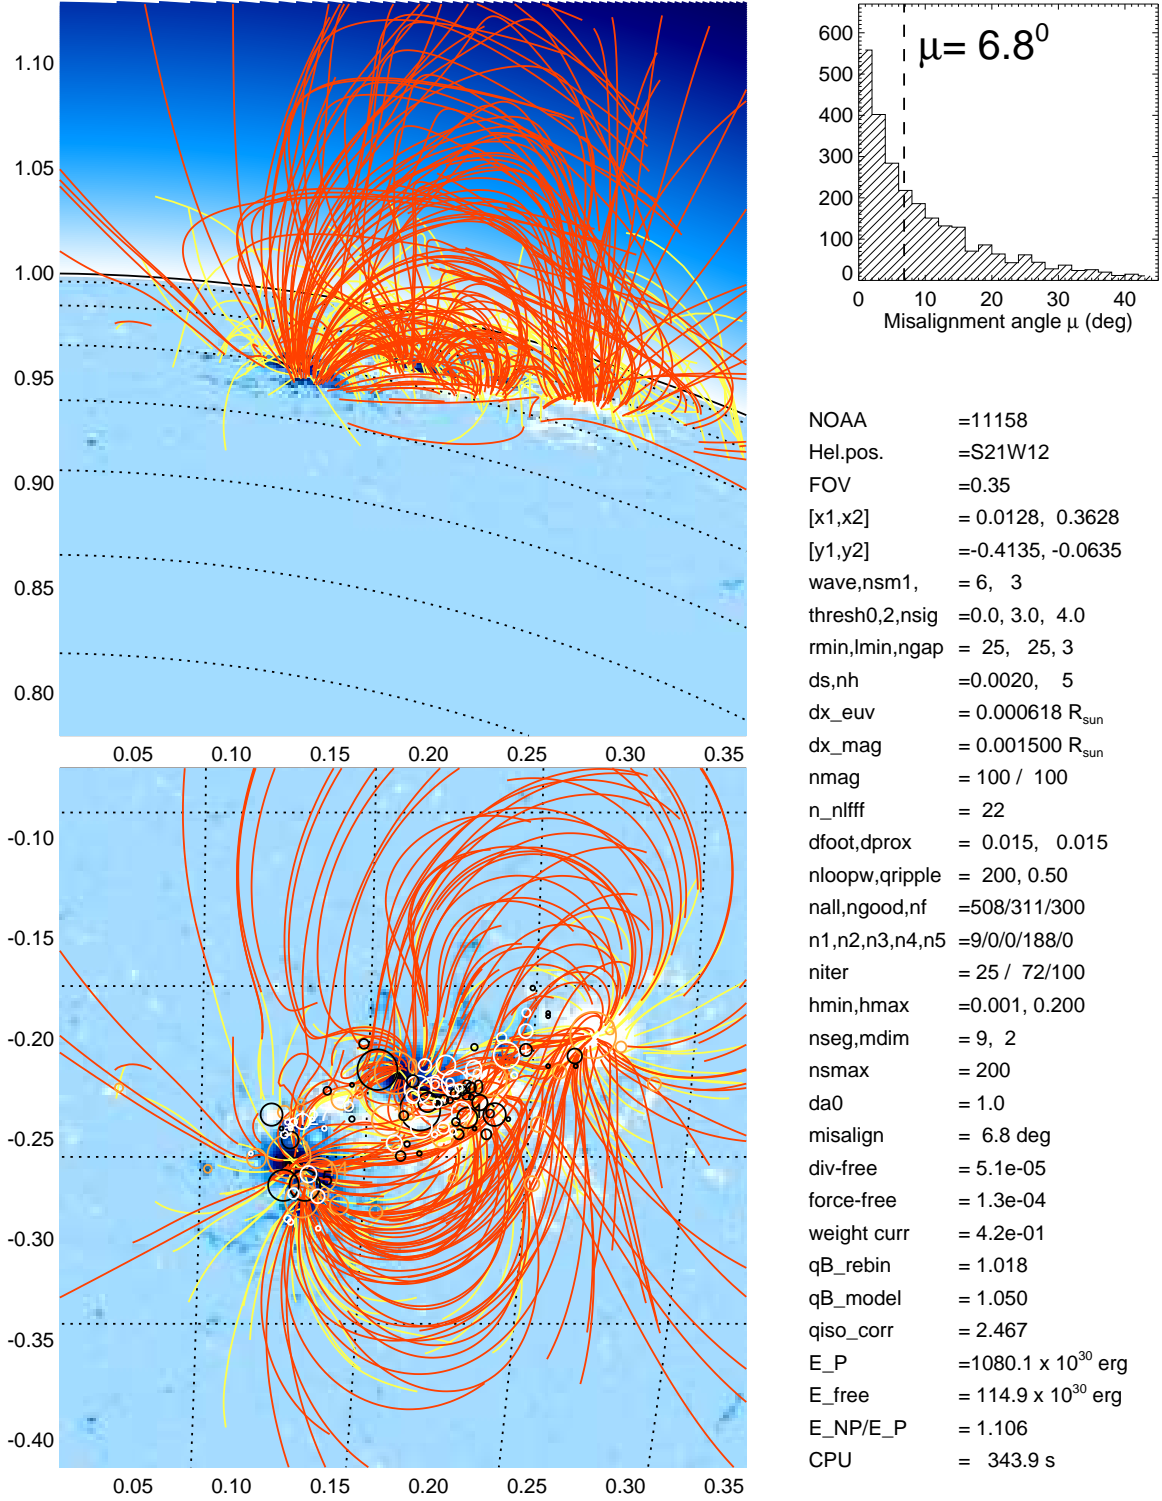 1.10
1.05
1.00
0.95
0.90
0.85
0.80
0.05 0.10 0.15 0.20 0.25 0.30 0.35
-0.10
-0.15
-0.20
-0.25
-0.30
-0.35
-0.40
0.05 0.10 0.15 0.20 0.25 0.30 0.35
μ= 6.8⁰
600
500
400
300
200
100
0
0 10 20 30 40
Misalignment angle μ (deg)
NOAA =11158
Hel.pos. =S21W12
FOV =0.35
[x1,x2] = 0.0128, 0.3628
[y1,y2] =-0.4135, -0.0635
wave,nsm1, = 6, 3
thresh0,2,nsig =0.0, 3.0, 4.0
rmin,lmin,ngap = 25, 25, 3
ds,nh =0.0020, 5
dx_euv = 0.000618 R_sun
dx_mag = 0.001500 R_sun
nmag = 100 / 100
n_nlfff = 22
dfoot,dprox = 0.015, 0.015
nloopw,qripple = 200, 0.50
nall,ngood,nf =508/311/300
n1,n2,n3,n4,n5 =9/0/0/188/0
niter = 25 / 72/100
hmin,hmax =0.001, 0.200
nseg,mdim = 9, 2
nsmax = 200
da0 = 1.0
misalign = 6.8 deg
div-free = 5.1e-05
force-free = 1.3e-04
weight curr = 4.2e-01
qB_rebin = 1.018
qB_model = 1.050
qiso_corr = 2.467
E_P =1080.1 x 10³⁰ erg
E_free = 114.9 x 10³⁰ erg
E_NP/E_P = 1.106
CPU = 343.9 s